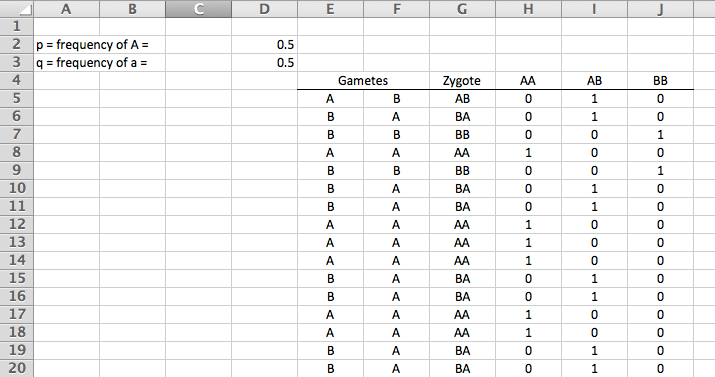 A B C D E F G H I J
1
2 p = frequency of A = 0.5
3 q = frequency of a = 0.5
4 Gametes Zygote AA AB BB
5 A B AB 0 1 0
6 B A BA 0 1 0
7 B B BB 0 0 1
8 A A AA 1 0 0
9 B B BB 0 0 1
10 B A BA 0 1 0
11 B A BA 0 1 0
12 A A AA 1 0 0
13 A A AA 1 0 0
14 A A AA 1 0 0
15 B A BA 0 1 0
16 B A BA 0 1 0
17 A A AA 1 0 0
18 A A AA 1 0 0
19 B A BA 0 1 0
20 B A BA 0 1 0